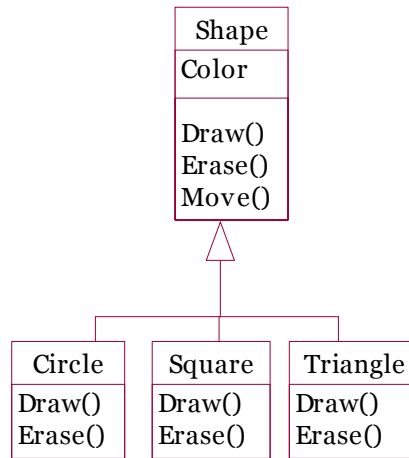 Shape
Color
Draw()
Erase()
Move()
Circle
Draw()
Erase()
Square
Draw()
Erase()
Triangle
Draw()
Erase()